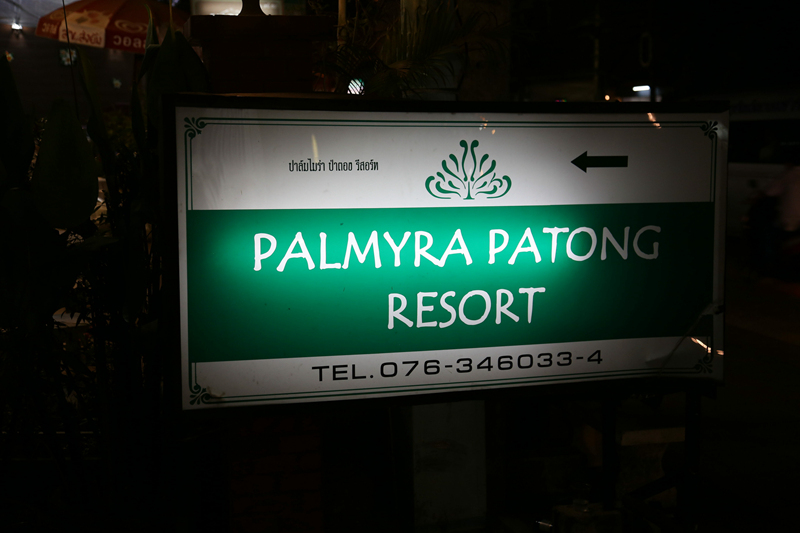 ปาล์มไมร่า ป่าตอง รีสอร์ท
PALMYRA PATONG
RESORT
TEL.076-346033-4